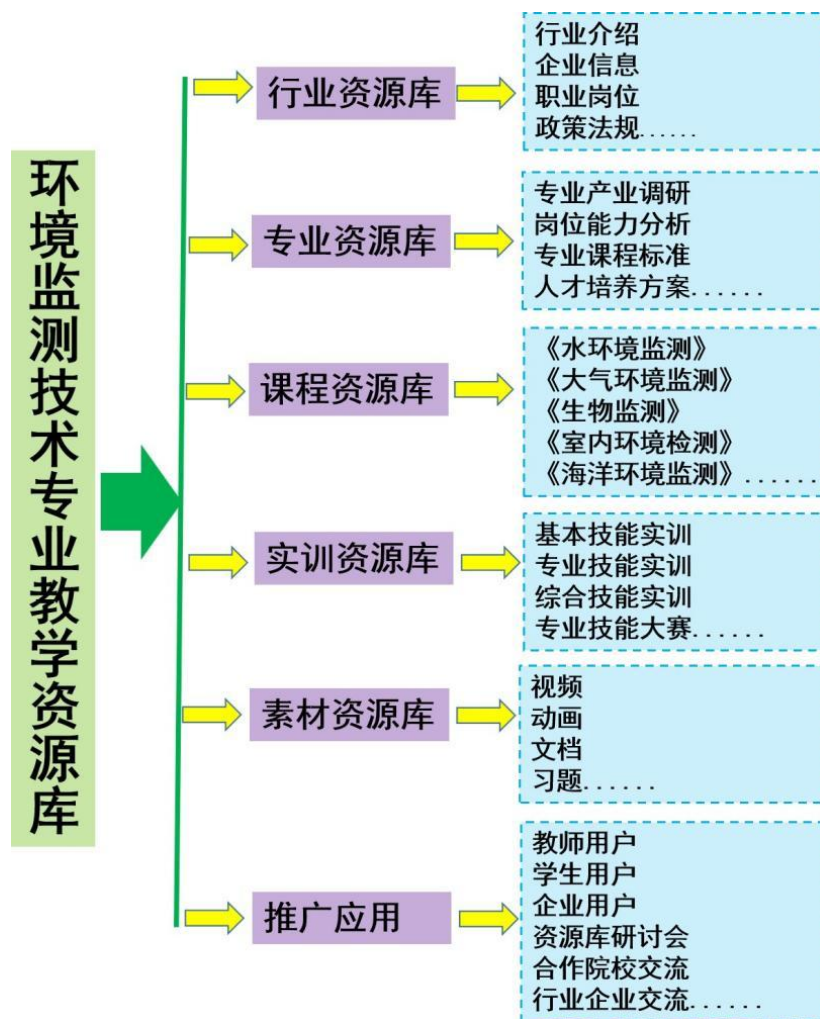 环境监测技术专业教学资源库
行业资源库
行业介绍
企业信息
职业岗位
政策法规......
专业资源库
专业产业调研
岗位能力分析
专业课程标准
人才培养方案......
课程资源库
《水环境监测》
《大气环境监测》
《生物监测》
《室内环境检测》
《海洋环境监测》......
实训资源库
基本技能实训
专业技能实训
综合技能实训
专业技能大赛......
素材资源库
视频
动画
文档
习题......
推广应用
教师用户
学生用户
企业用户
资源库研讨会
合作院校交流
行业企业交流......